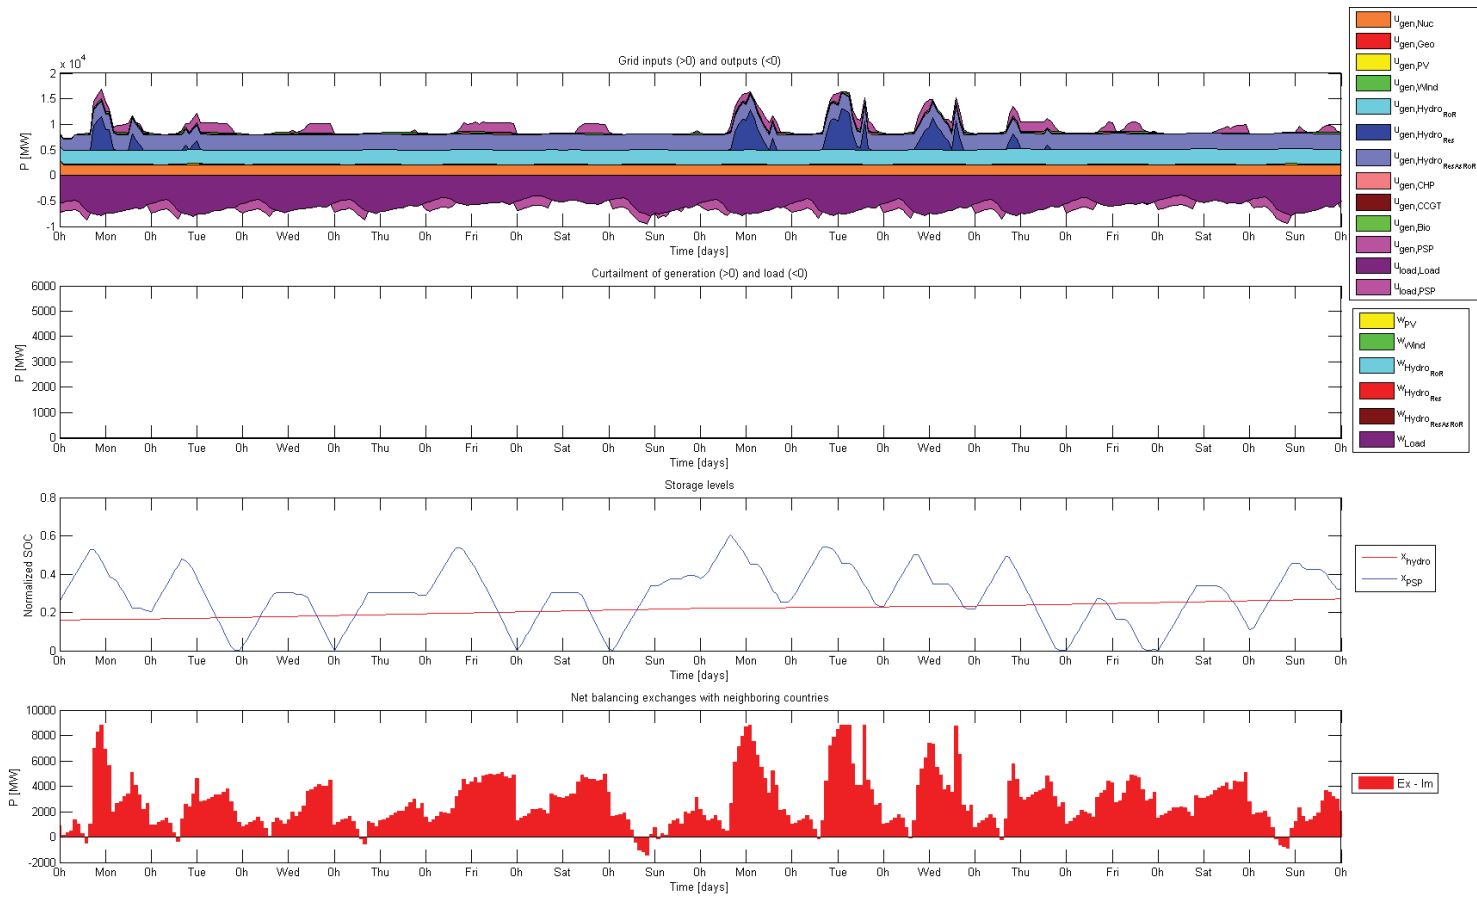 Grid inputs (>0) and outputs (<0)
x 10^4
2
1.5
1
0.5
0
-0.5
-1
P [MW]
0h Mon 0h Tue 0h Wed 0h Thu 0h Fri 0h Sat 0h Sun 0h Mon 0h Tue 0h Wed 0h Thu 0h Fri 0h Sat 0h Sun 0h
Time [days]
u_gen,Nuc
u_gen,Geo
u_gen,PV
u_gen,Wind
u_gen,Hydro_RoR
u_gen,Hydro_Res
u_gen,Hydro_ResAsRoR
u_gen,CHP
u_gen,CCGT
u_gen,Bio
u_gen,PSP
u_load,Load
u_load,PSP
Curtailment of generation (>0) and load (<0)
6000
5000
4000
3000
2000
1000
0
P [MW]
0h Mon 0h Tue 0h Wed 0h Thu 0h Fri 0h Sat 0h Sun 0h Mon 0h Tue 0h Wed 0h Thu 0h Fri 0h Sat 0h Sun 0h
Time [days]
w_PV
w_Wind
w_Hydro_RoR
w_Hydro_Res
w_Hydro_ResAsRoR
w_Load
Storage levels
0.8
0.6
0.4
0.2
0
Normalized SOC
0h Mon 0h Tue 0h Wed 0h Thu 0h Fri 0h Sat 0h Sun 0h Mon 0h Tue 0h Wed 0h Thu 0h Fri 0h Sat 0h Sun 0h
Time [days]
x_hydro
x_PSP
Net balancing exchanges with neighboring countries
10000
8000
6000
4000
2000
0
-2000
P [MW]
0h Mon 0h Tue 0h Wed 0h Thu 0h Fri 0h Sat 0h Sun 0h Mon 0h Tue 0h Wed 0h Thu 0h Fri 0h Sat 0h Sun 0h
Time [days]
Ex - Im